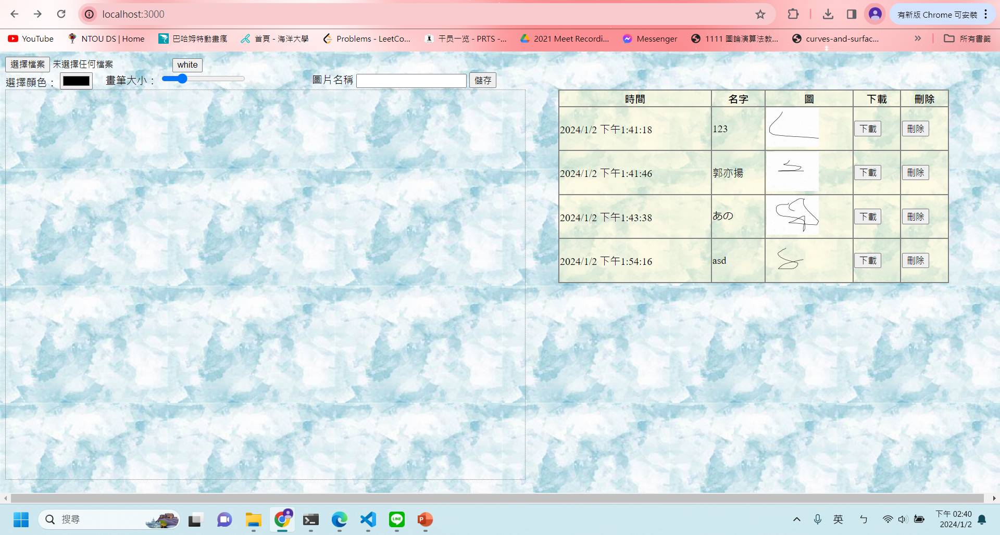 localhost:3000
有新版 Chrome 可安裝
YouTube
NTOU DS | Home
巴哈姆特動畫瘋
首頁 - 海洋大學
Problems - LeetCo...
干员一览 - PRTS -...
2021 Meet Recordi...
Messenger
1111 圖論演算法教...
curves-and-surfac...
所有書籤
選擇檔案 未選擇任何檔案
white
選擇顏色：
畫筆大小：
圖片名稱
儲存
時間 名字 圖 下載 刪除
2024/1/2 下午1:41:18 123 下載 刪除
2024/1/2 下午1:41:46 郭亦揚 下載 刪除
2024/1/2 下午1:43:38 あの 下載 刪除
2024/1/2 下午1:54:16 asd 下載 刪除
搜尋
LINE
P
英
ㄅ
下午 02:40
2024/1/2